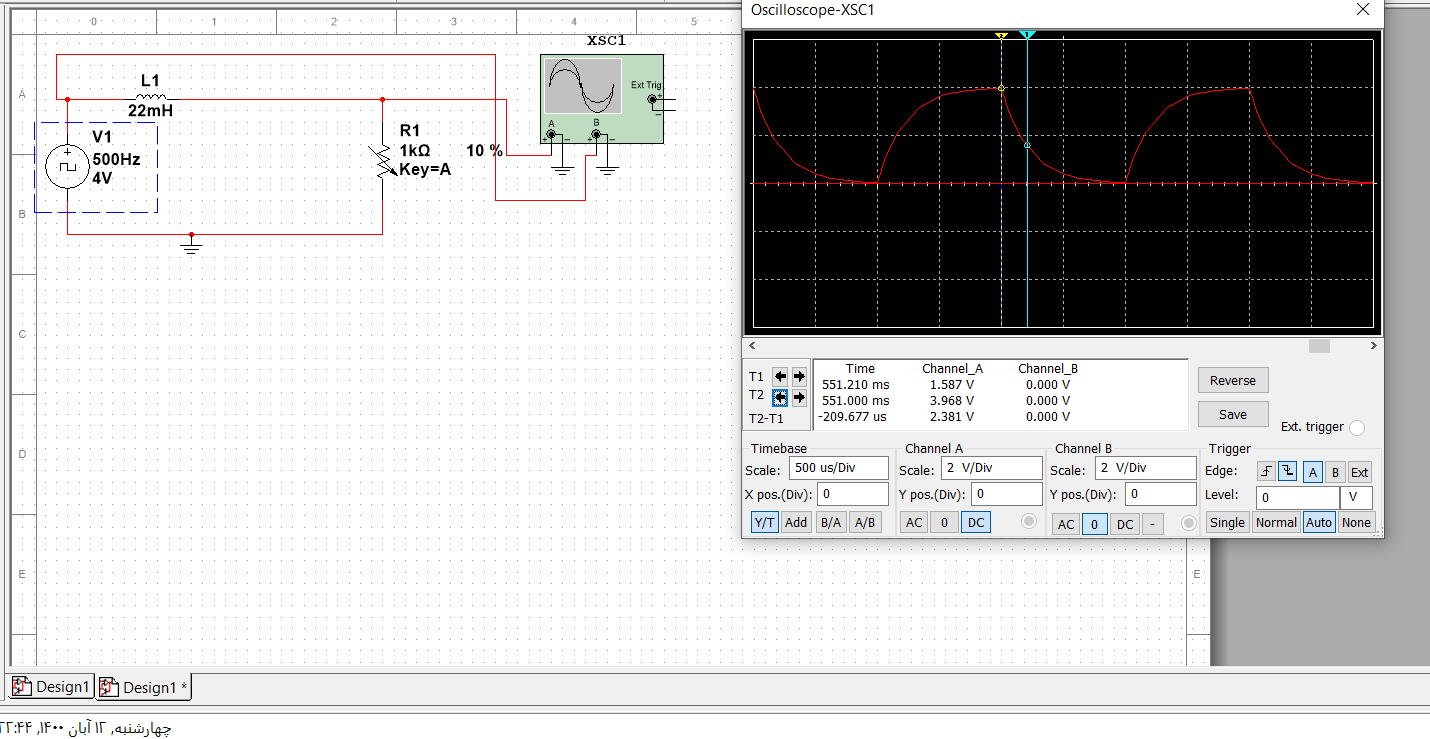 Oscilloscope-XSC1
0 1 2 3 4 5
XSC1
A
L1
22mH
Ext Trig
+
−
A B
+ − + −
V1
500Hz
4V
R1
1kΩ
Key=A
10 %
B
C
D
E
E
T1
T2
T2-T1
Time Channel_A Channel_B
551.210 ms 1.587 V 0.000 V
551.000 ms 3.968 V 0.000 V
-209.677 us 2.381 V 0.000 V
Reverse
Save
Ext. trigger
Timebase
Scale: 500 us/Div
X pos.(Div): 0
Y/T Add B/A A/B
Channel A
Scale: 2 V/Div
Y pos.(Div): 0
AC 0 DC
Channel B
Scale: 2 V/Div
Y pos.(Div): 0
AC 0 DC -
Trigger
Edge: A B Ext
Level: 0 V
Single Normal Auto None
Design1 Design1 *
چهارشنبه, ۱۲ آبان ۱۴۰۰, ۲۲:۴۴